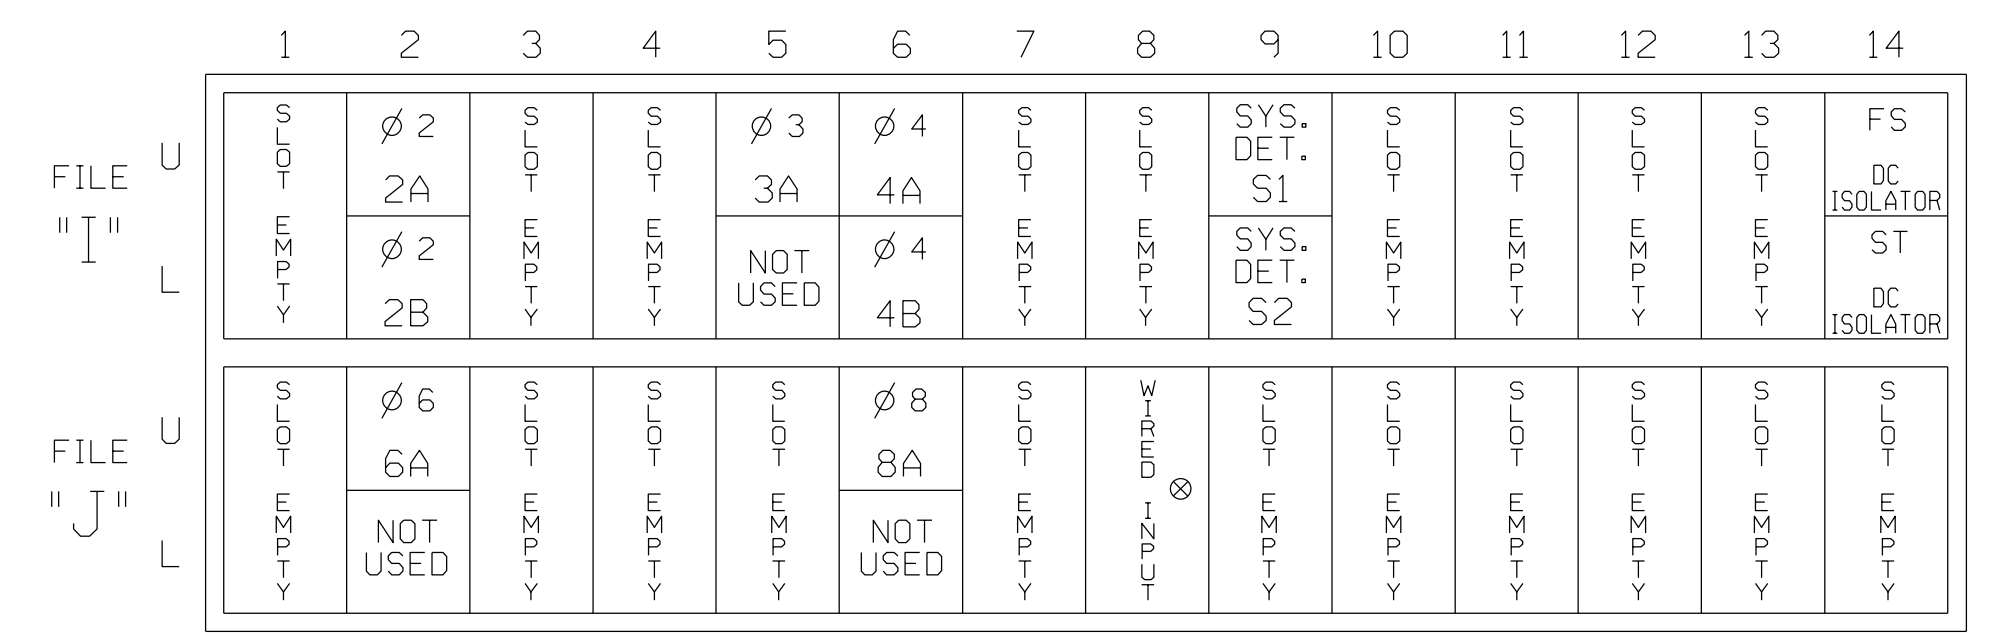 1 2 3 4 5 6 7 8 9 10 11 12 13 14
FILE "I"
U
L
SLOT EMPTY
Ø 2
2A
Ø 2
2B
SLOT EMPTY
SLOT EMPTY
Ø 3
3A
NOT
USED
Ø 4
4A
Ø 4
4B
SLOT EMPTY
SLOT EMPTY
SYS.
DET.
S1
SYS.
DET.
S2
SLOT EMPTY
SLOT EMPTY
SLOT EMPTY
SLOT EMPTY
FS
DC
ISOLATOR
ST
DC
ISOLATOR
FILE "J"
U
L
SLOT EMPTY
Ø 6
6A
NOT
USED
SLOT EMPTY
SLOT EMPTY
SLOT EMPTY
Ø 8
8A
NOT
USED
SLOT EMPTY
WIRED INPUT ⊗
SLOT EMPTY
SLOT EMPTY
SLOT EMPTY
SLOT EMPTY
SLOT EMPTY
SLOT EMPTY